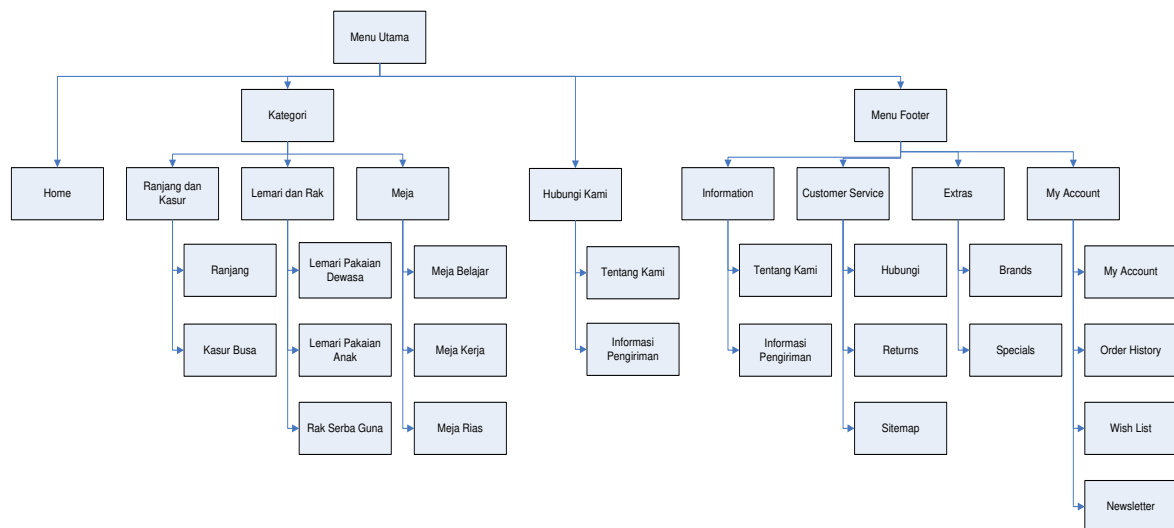 Menu Utama
Kategori
Menu Footer
Home
Ranjang dan
Kasur
Lemari dan Rak
Meja
Hubungi Kami
Information
Customer Service
Extras
My Account
Ranjang
Lemari Pakaian
Dewasa
Meja Belajar
Tentang Kami
Tentang Kami
Hubungi
Brands
My Account
Kasur Busa
Lemari Pakaian
Anak
Meja Kerja
Informasi
Pengiriman
Informasi
Pengiriman
Returns
Specials
Order History
Rak Serba Guna
Meja Rias
Sitemap
Wish List
Newsletter